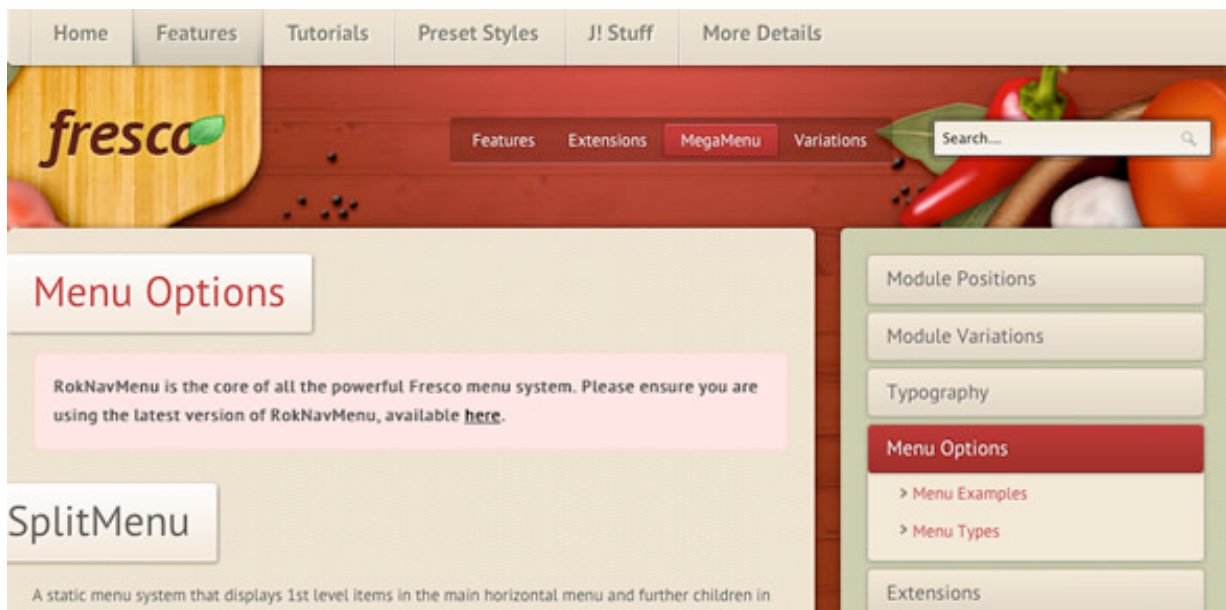 Home Features Tutorials Preset Styles J! Stuff More Details
fresco
Features Extensions MegaMenu Variations
Search...
Menu Options
RokNavMenu is the core of all the powerful Fresco menu system. Please ensure you are
using the latest version of RokNavMenu, available here.
SplitMenu
A static menu system that displays 1st level items in the main horizontal menu and further children in
Module Positions
Module Variations
Typography
Menu Options
> Menu Examples
> Menu Types
Extensions